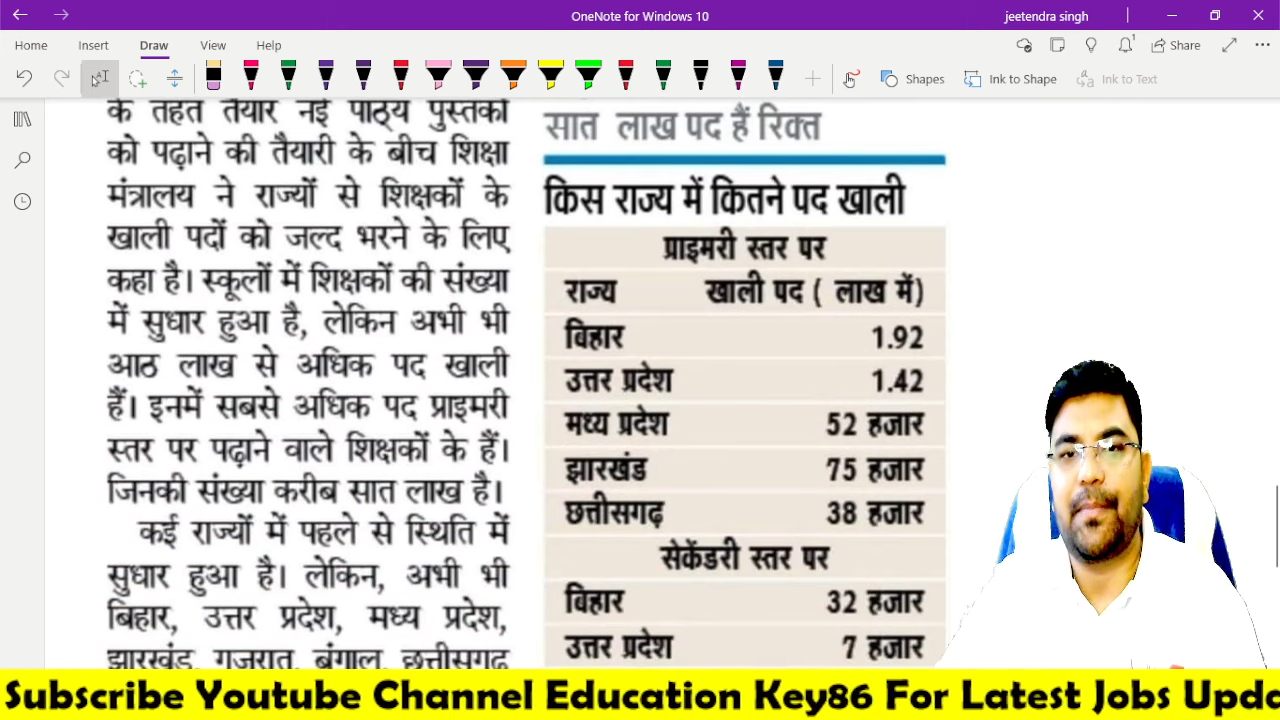 OneNote for Windows 10
jeetendra singh
Home Insert Draw View Help
Share
Shapes
Ink to Shape
Ink to Text
के तहत तैयार नई पाठ्य पुस्तकों
को पढ़ाने की तैयारी के बीच शिक्षा
मंत्रालय ने राज्यों से शिक्षकों के
खाली पदों को जल्द भरने के लिए
कहा है। स्कूलों में शिक्षकों की संख्या
में सुधार हुआ है, लेकिन अभी भी
आठ लाख से अधिक पद खाली
हैं। इनमें सबसे अधिक पद प्राइमरी
स्तर पर पढ़ाने वाले शिक्षकों के हैं।
जिनकी संख्या करीब सात लाख है।
कई राज्यों में पहले से स्थिति में
सुधार हुआ है। लेकिन, अभी भी
बिहार, उत्तर प्रदेश, मध्य प्रदेश,
झारखंड, गुजरात, बंगाल, छत्तीसगढ़
सात लाख पद हैं रिक्त
किस राज्य में कितने पद खाली
प्राइमरी स्तर पर
राज्य खाली पद ( लाख में)
बिहार 1.92
उत्तर प्रदेश 1.42
मध्य प्रदेश 52 हजार
झारखंड 75 हजार
छत्तीसगढ़ 38 हजार
सेकेंडरी स्तर पर
बिहार 32 हजार
उत्तर प्रदेश 7 हजार
Subscribe Youtube Channel Education Key86 For Latest Jobs Upda